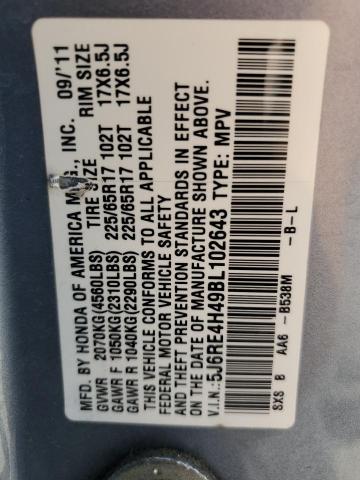 MFD. BY HONDA OF AMERICA MFG., INC. 09/'11
TIRE SIZE RIM SIZE
GVWR 2070KG(4560LBS)
GAWR F 1050KG(2310LBS) 225/65R17 102T 17X6.5J
GAWR R 1040KG(2290LBS) 225/65R17 102T 17X6.5J
THIS VEHICLE CONFORMS TO ALL APPLICABLE
FEDERAL MOTOR VEHICLE SAFETY
AND THEFT PREVENTION STANDARDS IN EFFECT
ON THE DATE OF MANUFACTURE SHOWN ABOVE.
V.I.N.:5J6RE4H49BL102643 TYPE: MPV
SXS B AA6 -B538M -B-L